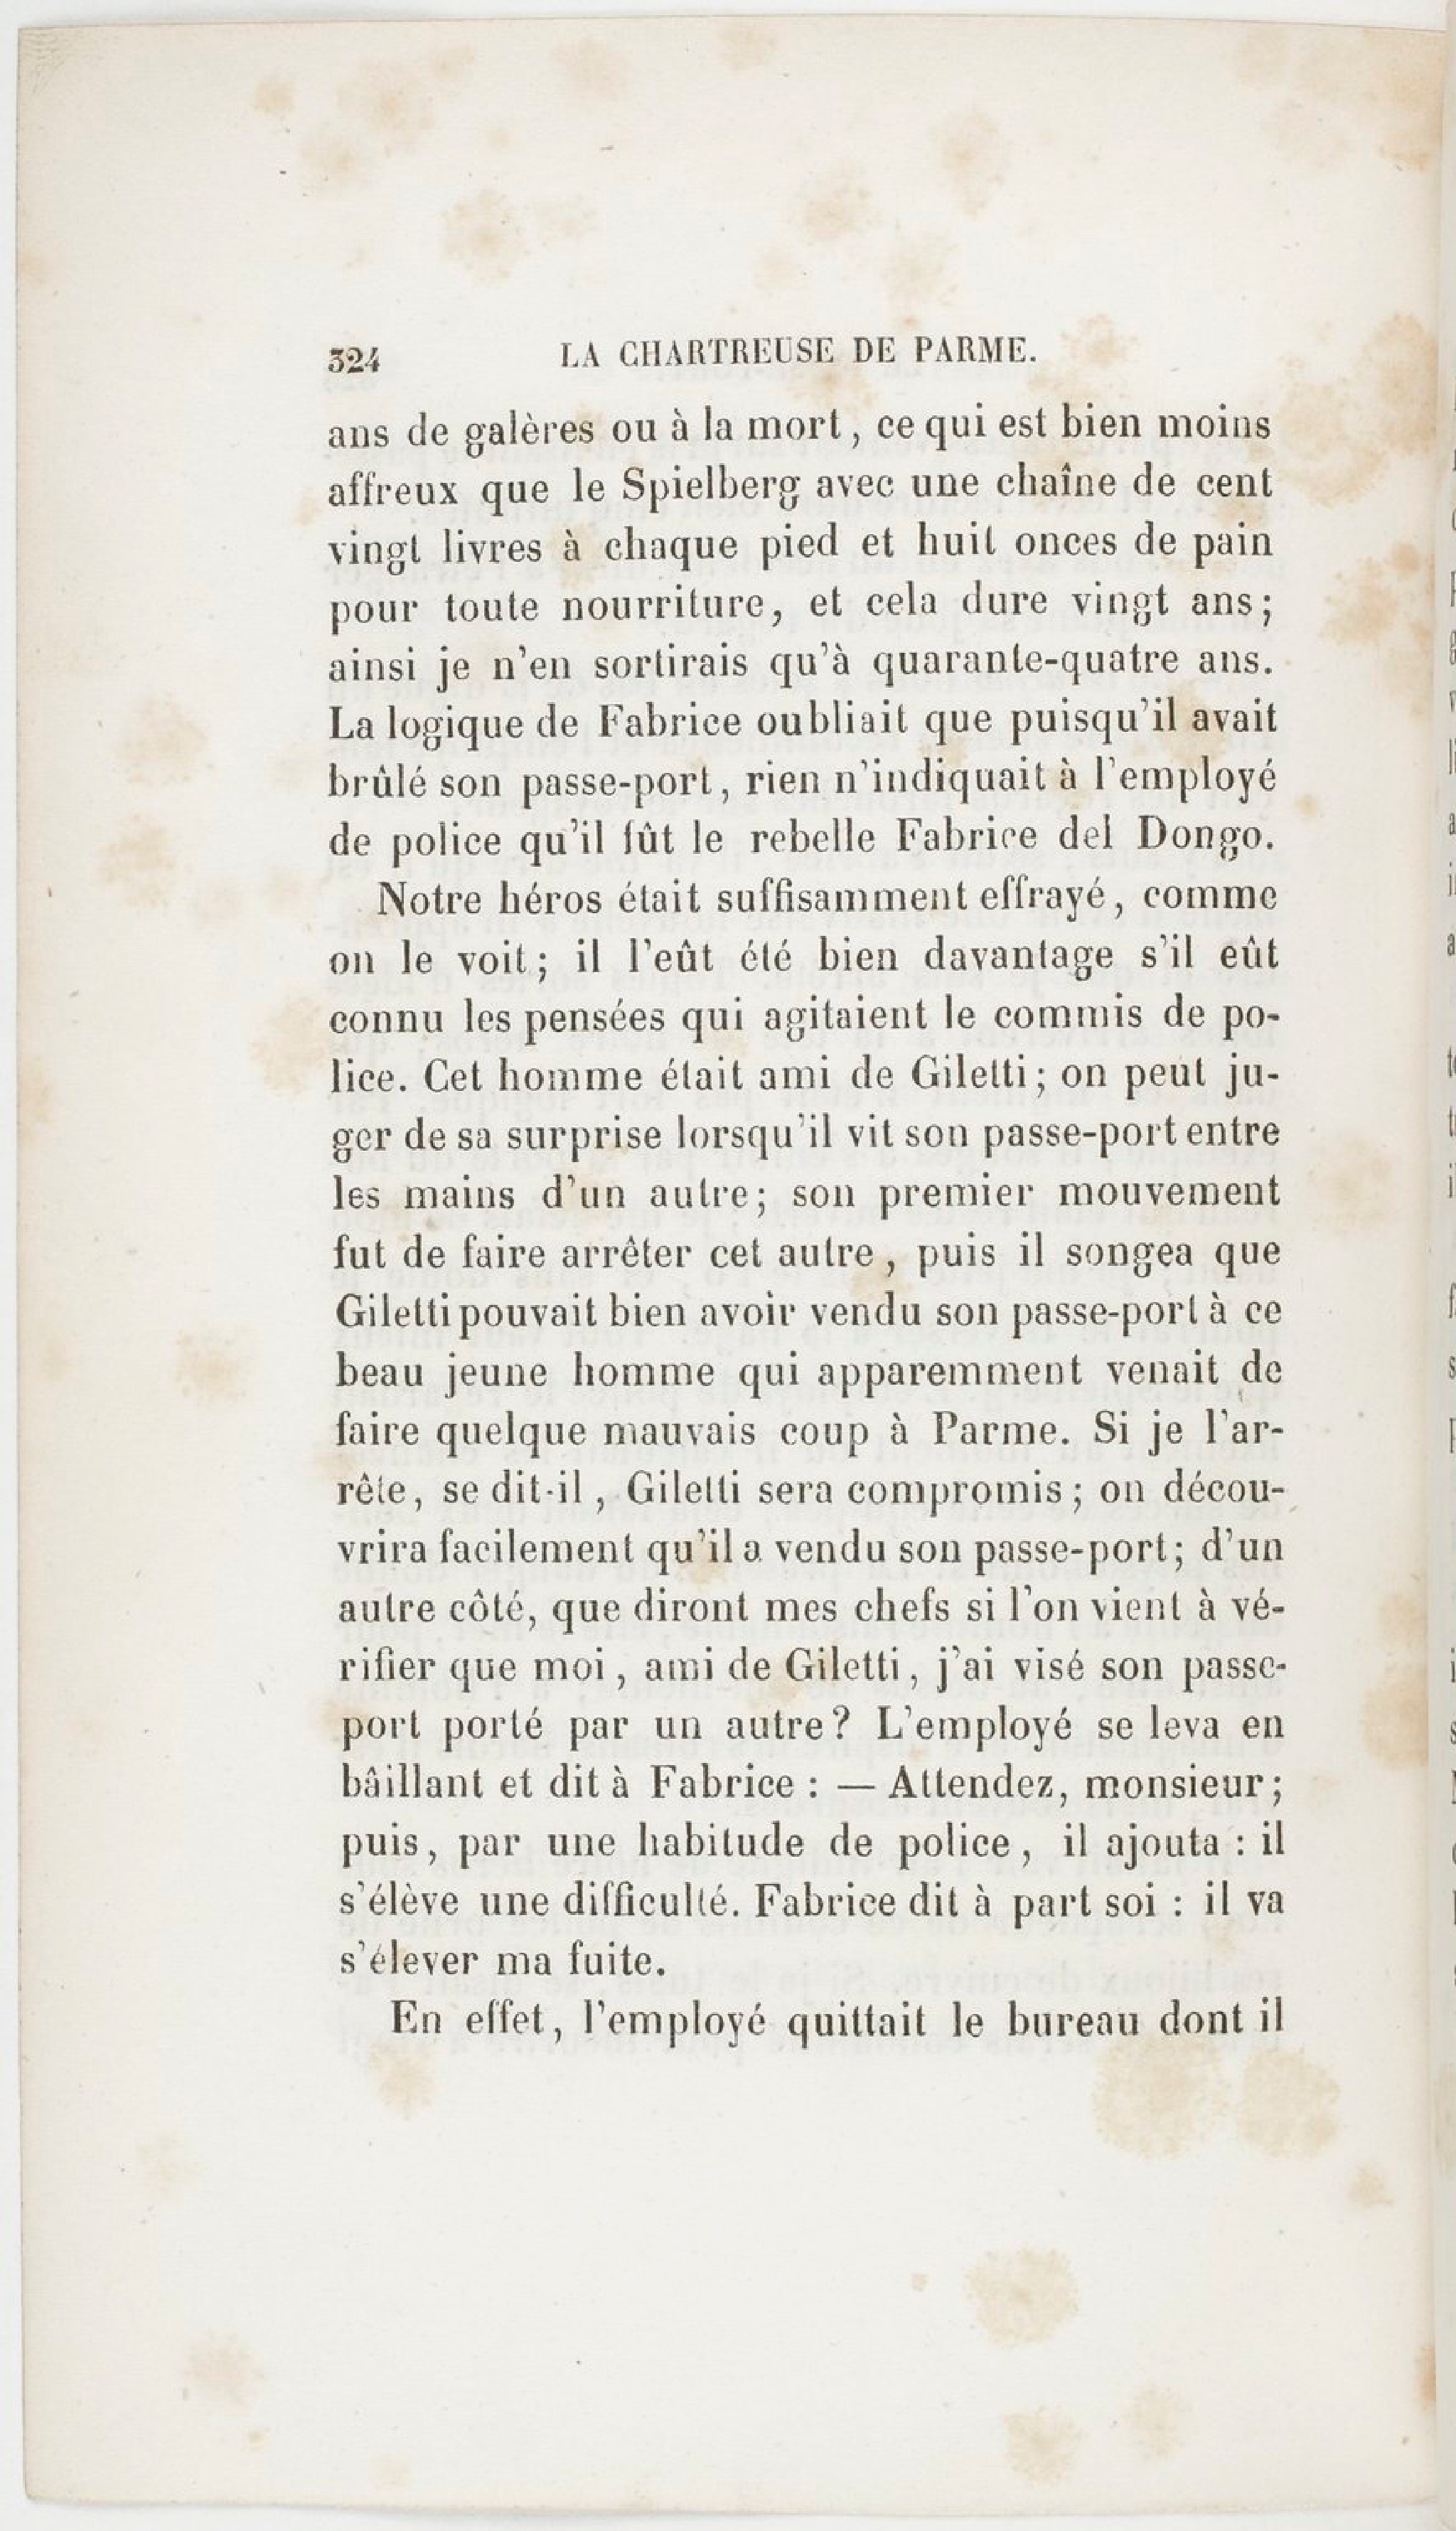 324 LA CHARTREUSE DE PARME.
ans de galères ou à la mort, ce qui est bien moins
affreux que le Spielberg avec une chaîne de cent
vingt livres à chaque pied et huit onces de pain
pour toute nourriture, et cela dure vingt ans;
ainsi je n'en sortirais qu'à quarante-quatre ans.
La logique de Fabrice oubliait que puisqu'il avait
brûlé son passe-port, rien n'indiquait à l'employé
de police qu'il fût le rebelle Fabrice del Dongo.
Notre héros était suffisamment effrayé, comme
on le voit; il l'eût été bien davantage s'il eût
connu les pensées qui agitaient le commis de po-
lice. Cet homme était ami de Giletti; on peut ju-
ger de sa surprise lorsqu'il vit son passe-port entre
les mains d'un autre; son premier mouvement
fut de faire arrêter cet autre, puis il songea que
Giletti pouvait bien avoir vendu son passe-port à ce
beau jeune homme qui apparemment venait de
faire quelque mauvais coup à Parme. Si je l'ar-
rête, se dit-il, Giletti sera compromis; on décou-
vrira facilement qu'il a vendu son passe-port; d'un
autre côté, que diront mes chefs si l'on vient à vé-
rifier que moi, ami de Giletti, j'ai visé son passe-
port porté par un autre? L'employé se leva en
bâillant et dit à Fabrice : — Attendez, monsieur;
puis, par une habitude de police, il ajouta : il
s'élève une difficulté. Fabrice dit à part soi : il va
s'élever ma fuite.
En effet, l'employé quittait le bureau dont il